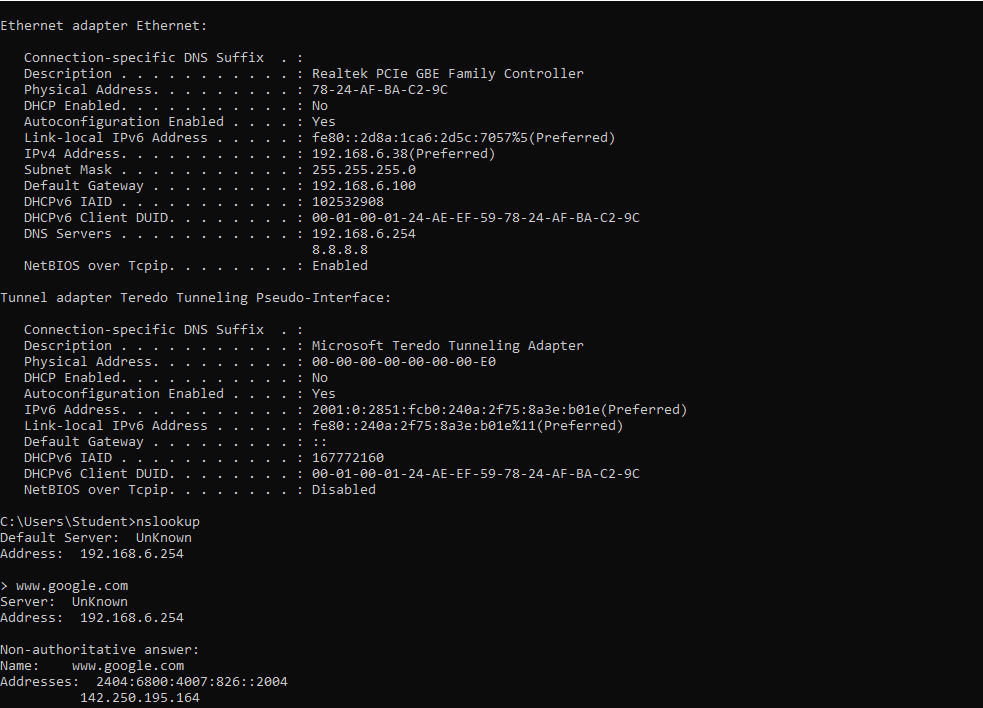 Ethernet adapter Ethernet:
Connection-specific DNS Suffix  . :
Description . . . . . . . . . . . : Realtek PCIe GBE Family Controller
Physical Address. . . . . . . . . : 78-24-AF-BA-C2-9C
DHCP Enabled. . . . . . . . . . . : No
Autoconfiguration Enabled . . . . : Yes
Link-local IPv6 Address . . . . . : fe80::2d8a:1ca6:2d5c:7057%5(Preferred)
IPv4 Address. . . . . . . . . . . : 192.168.6.38(Preferred)
Subnet Mask . . . . . . . . . . . : 255.255.255.0
Default Gateway . . . . . . . . . : 192.168.6.100
DHCPv6 IAID . . . . . . . . . . . : 102532908
DHCPv6 Client DUID. . . . . . . . : 00-01-00-01-24-AE-EF-59-78-24-AF-BA-C2-9C
DNS Servers . . . . . . . . . . . : 192.168.6.254
8.8.8.8
NetBIOS over Tcpip. . . . . . . . : Enabled
Tunnel adapter Teredo Tunneling Pseudo-Interface:
Connection-specific DNS Suffix  . :
Description . . . . . . . . . . . : Microsoft Teredo Tunneling Adapter
Physical Address. . . . . . . . . : 00-00-00-00-00-00-00-E0
DHCP Enabled. . . . . . . . . . . : No
Autoconfiguration Enabled . . . . : Yes
IPv6 Address. . . . . . . . . . . : 2001:0:2851:fcb0:240a:2f75:8a3e:b01e(Preferred)
Link-local IPv6 Address . . . . . : fe80::240a:2f75:8a3e:b01e%11(Preferred)
Default Gateway . . . . . . . . . : ::
DHCPv6 IAID . . . . . . . . . . . : 167772160
DHCPv6 Client DUID. . . . . . . . : 00-01-00-01-24-AE-EF-59-78-24-AF-BA-C2-9C
NetBIOS over Tcpip. . . . . . . . : Disabled
C:\Users\Student>nslookup
Default Server:  UnKnown
Address:  192.168.6.254
> www.google.com
Server:  UnKnown
Address:  192.168.6.254
Non-authoritative answer:
Name:    www.google.com
Addresses:  2404:6800:4007:826::2004
142.250.195.164